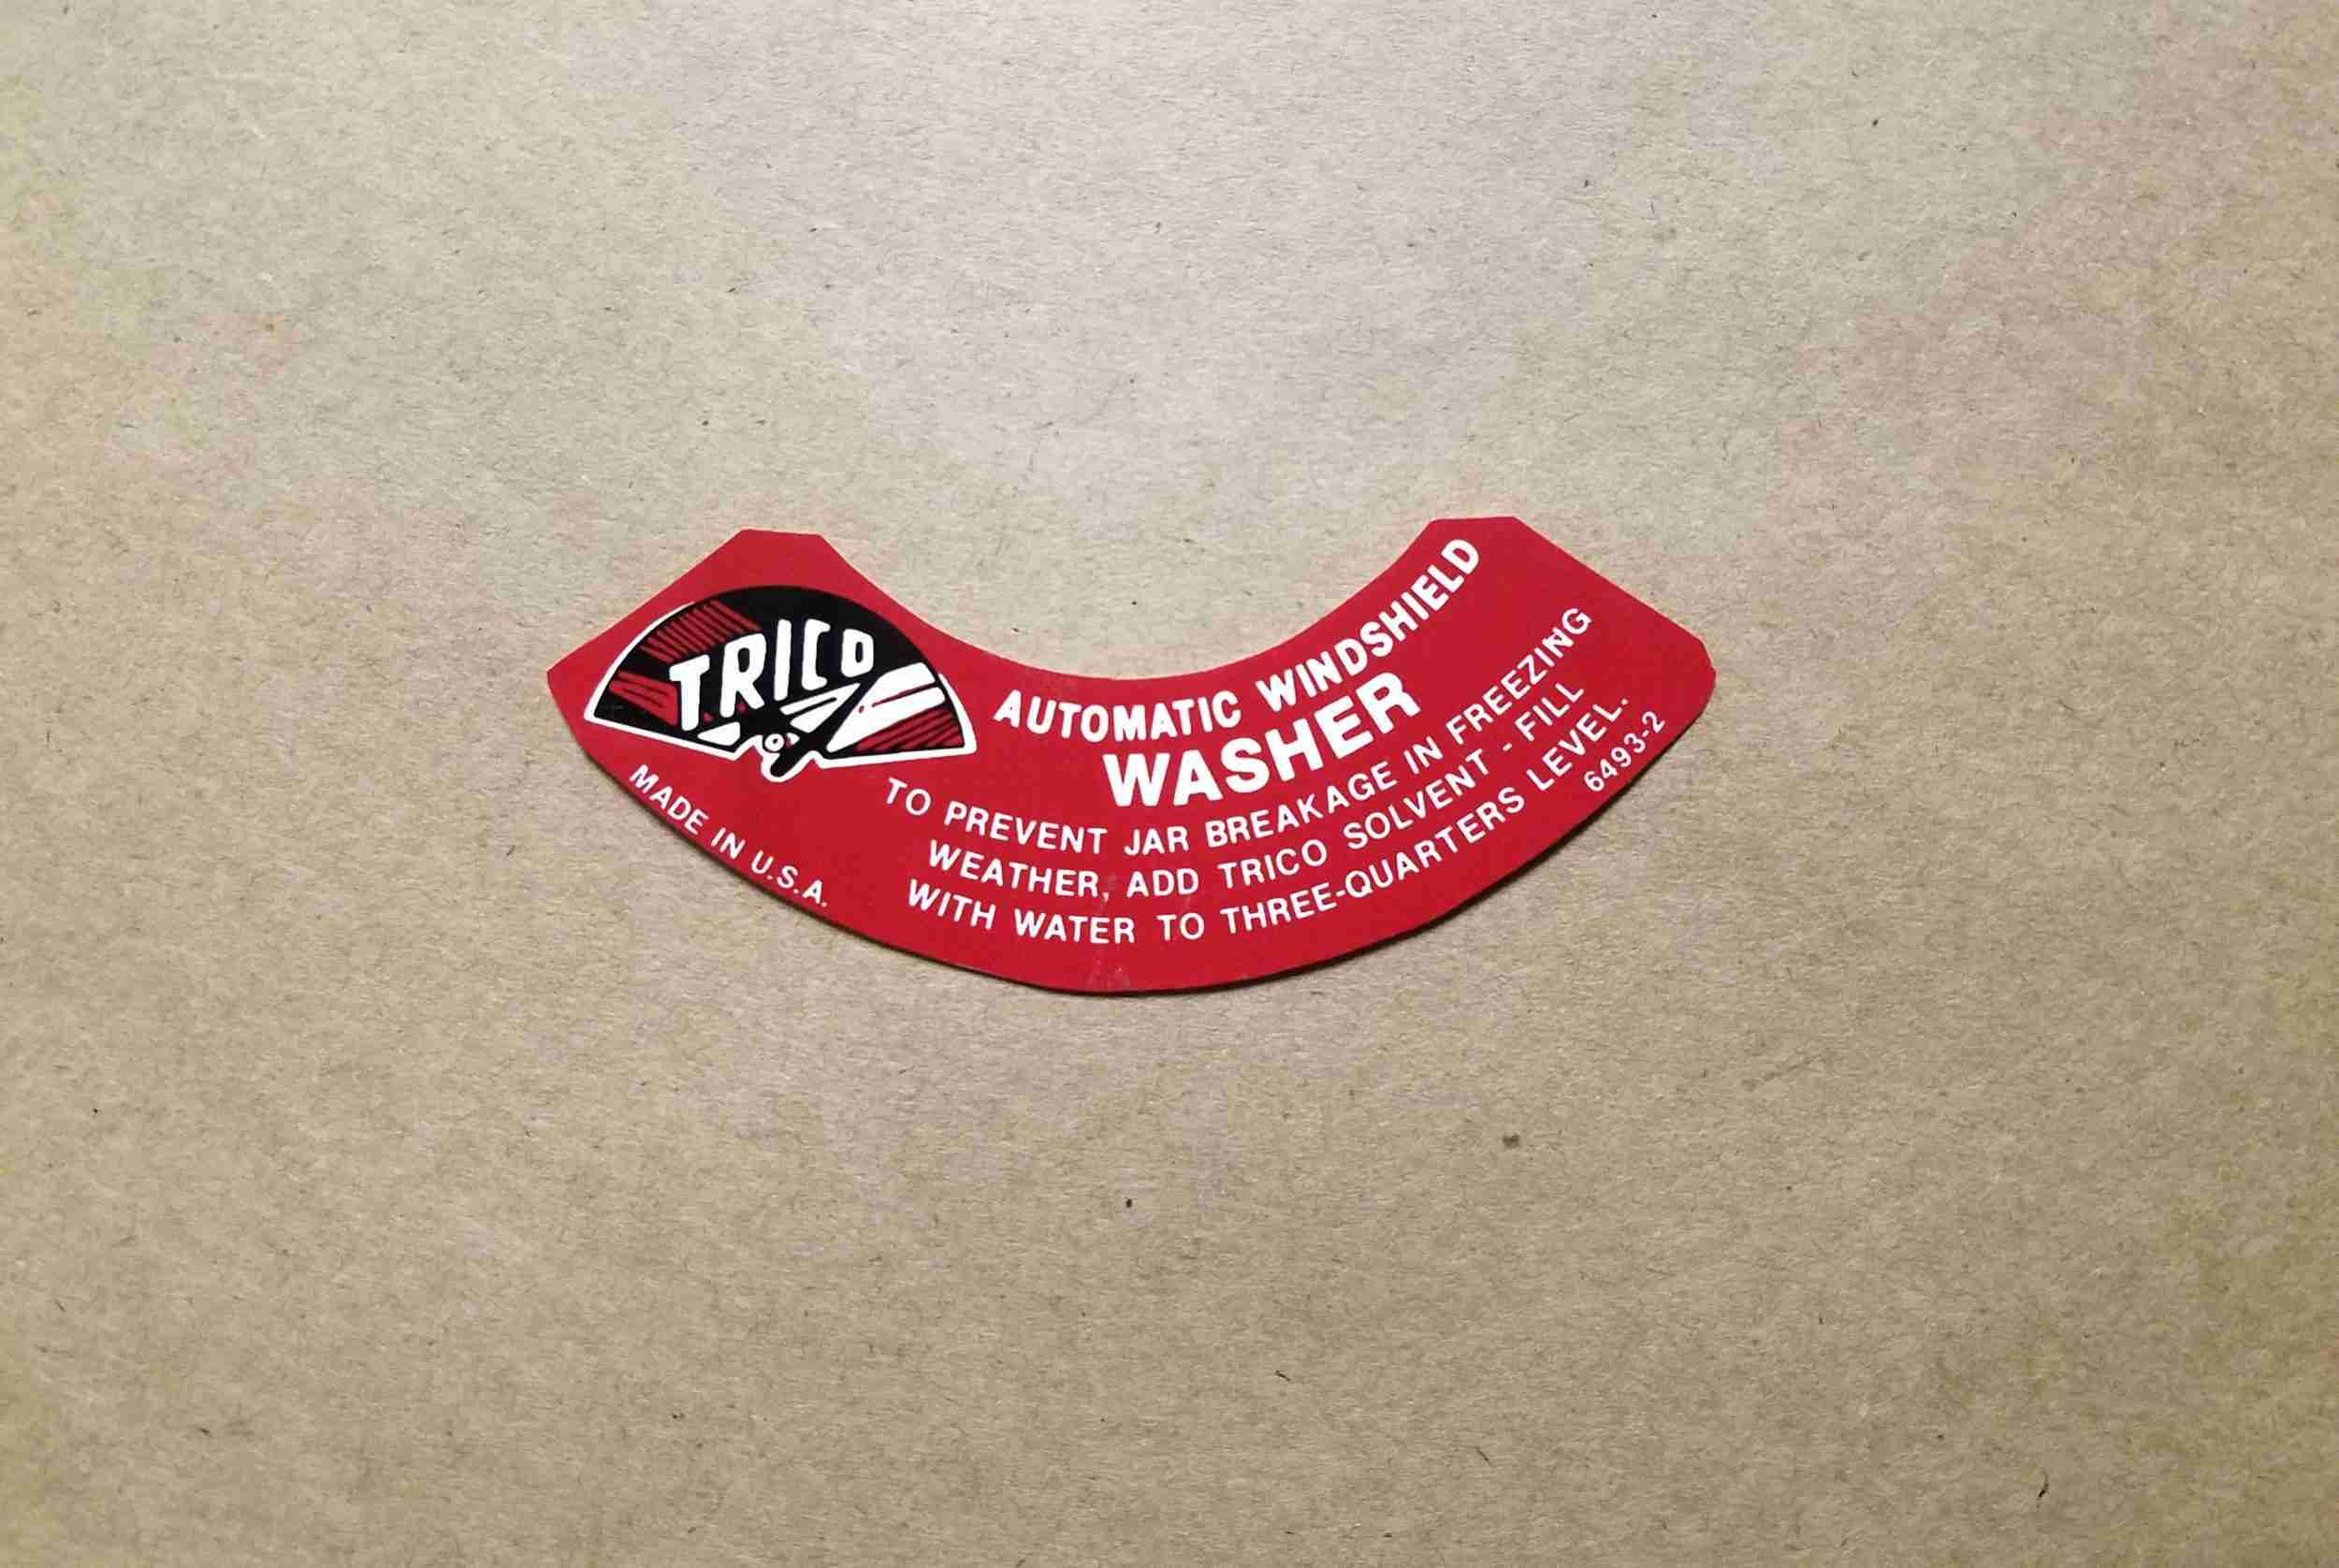 TRICO
MADE IN U.S.A.
AUTOMATIC WINDSHIELD
WASHER
TO PREVENT JAR BREAKAGE IN FREEZING
WEATHER, ADD TRICO SOLVENT - FILL
WITH WATER TO THREE-QUARTERS LEVEL.
6493-2